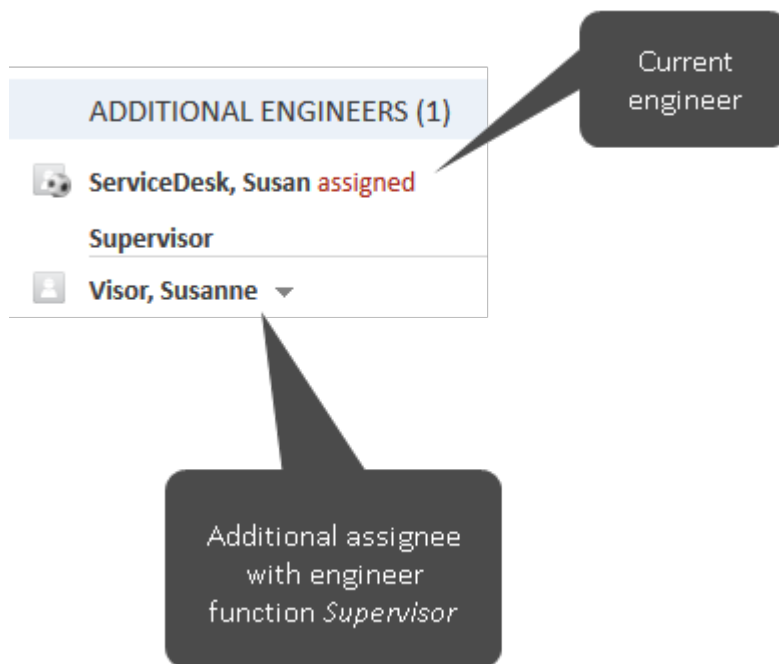 Current
engineer
ADDITIONAL ENGINEERS (1)
ServiceDesk, Susan assigned
Supervisor
Visor, Susanne
Additional assignee
with engineer
function Supervisor